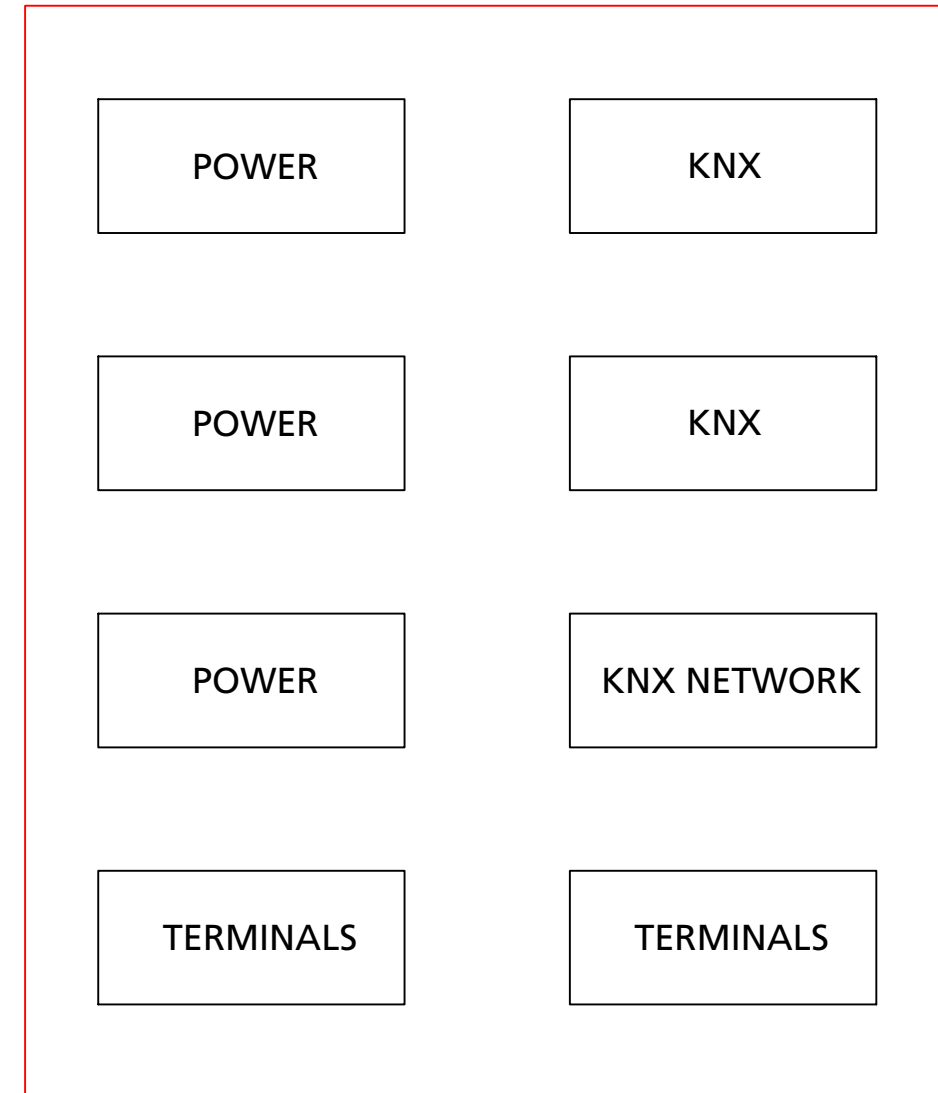 POWER
KNX
POWER
KNX
POWER
KNX NETWORK
TERMINALS
TERMINALS